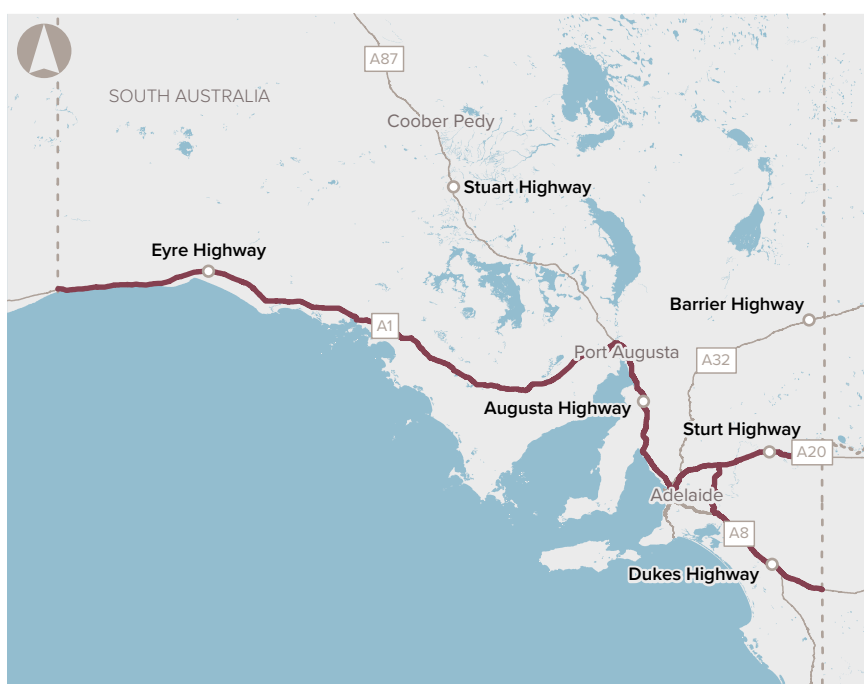 A87
SOUTH AUSTRALIA
Coober Pedy
Stuart Highway
Eyre Highway
Barrier Highway
A1
Port Augusta
A32
Augusta Highway
Sturt Highway
A20
Adelaide
A8
Dukes Highway